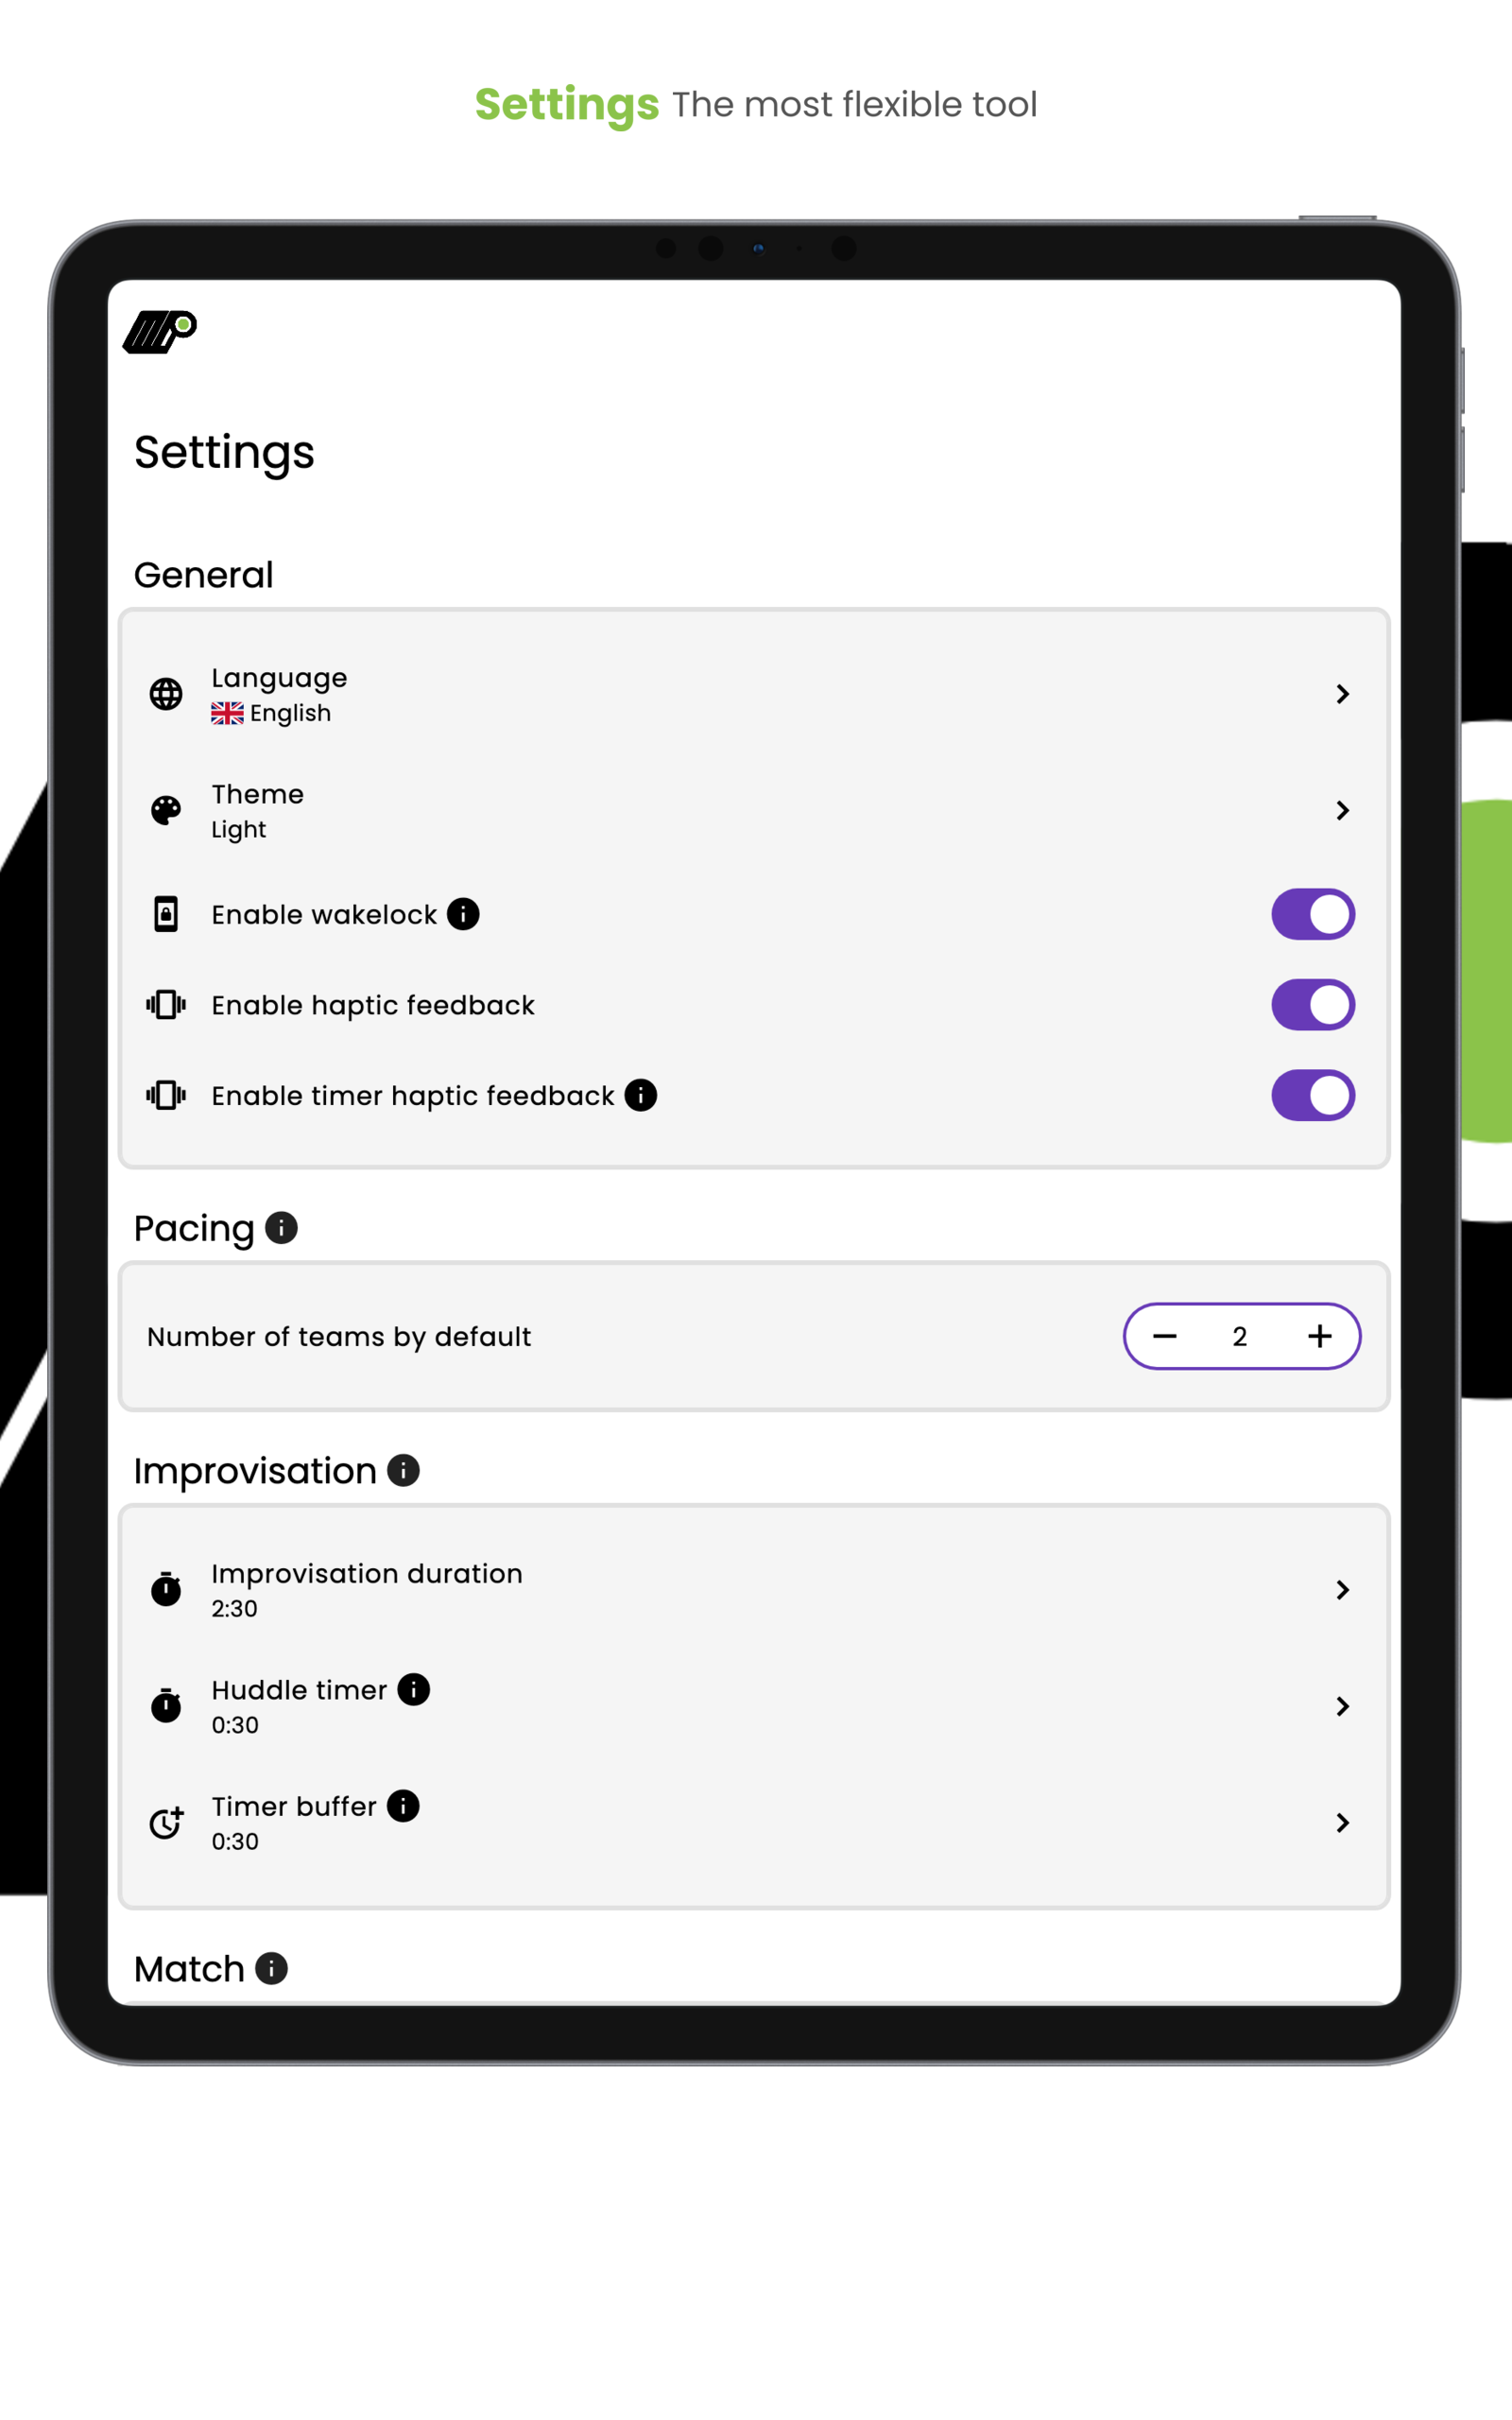 Settings The most flexible tool
Settings
General
Language
English
Theme
Light
Enable wakelock
Enable haptic feedback
Enable timer haptic feedback
Pacing
Number of teams by default
2
Improvisation
Improvisation duration
2:30
Huddle timer
0:30
Timer buffer
0:30
Match